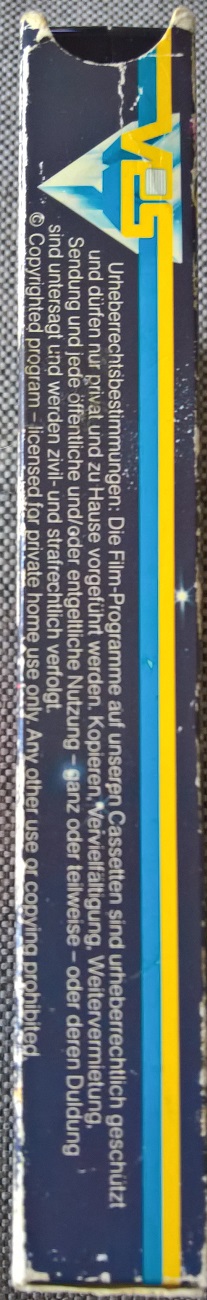 VPS
Urheberrechtsbestimmungen: Die Film-Programme auf unseren Cassetten sind urheberrechtlich geschützt
und dürfen nur privat und zu Hause vorgeführt werden. Kopieren, Vervielfältigung, Weitervermietung,
Sendung und jede öffentliche und/oder entgeltliche Nutzung – ganz oder teilweise – oder deren Duldung
sind untersagt und werden zivil- und strafrechtlich verfolgt.
© Copyrighted program – licensed for private home use only. Any other use or copying prohibited.